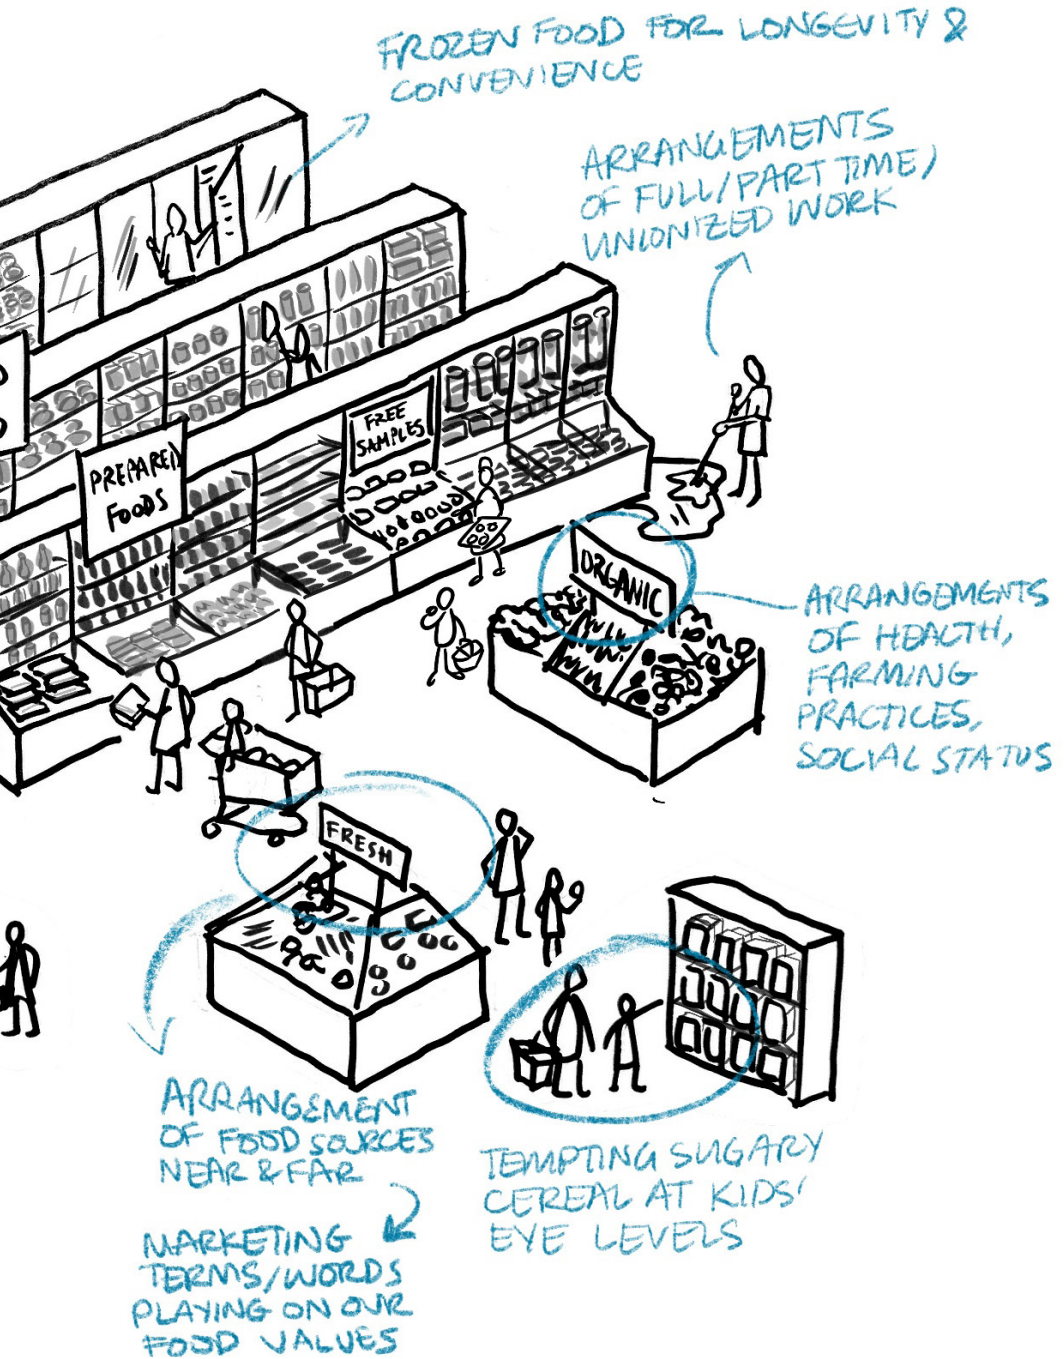 FROZEN FOOD FOR LONGEVITY &
CONVENIENCE
ARRANGEMENTS
OF FULL/PART TIME/
UNIONIZED WORK
FREE
SAMPLES
PREPARED
FOODS
ORGANIC
ARRANGEMENTS
OF HEALTH,
FARMING
PRACTICES,
SOCIAL STATUS
FRESH
ARRANGEMENT
OF FOOD SOURCES
NEAR & FAR
MARKETING
TERMS/WORDS
PLAYING ON OUR
FOOD VALUES
TEMPTING SUGARY
CEREAL AT KIDS'
EYE LEVELS